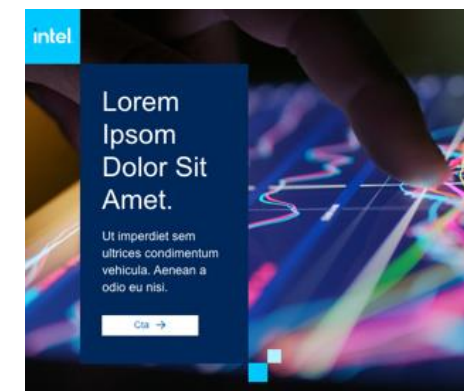 intel
Lorem
Ipsom
Dolor Sit
Amet.
Ut imperdiet sem
ultrices condimentum
vehicula. Aenean a
odio eu nisi.
Cta →